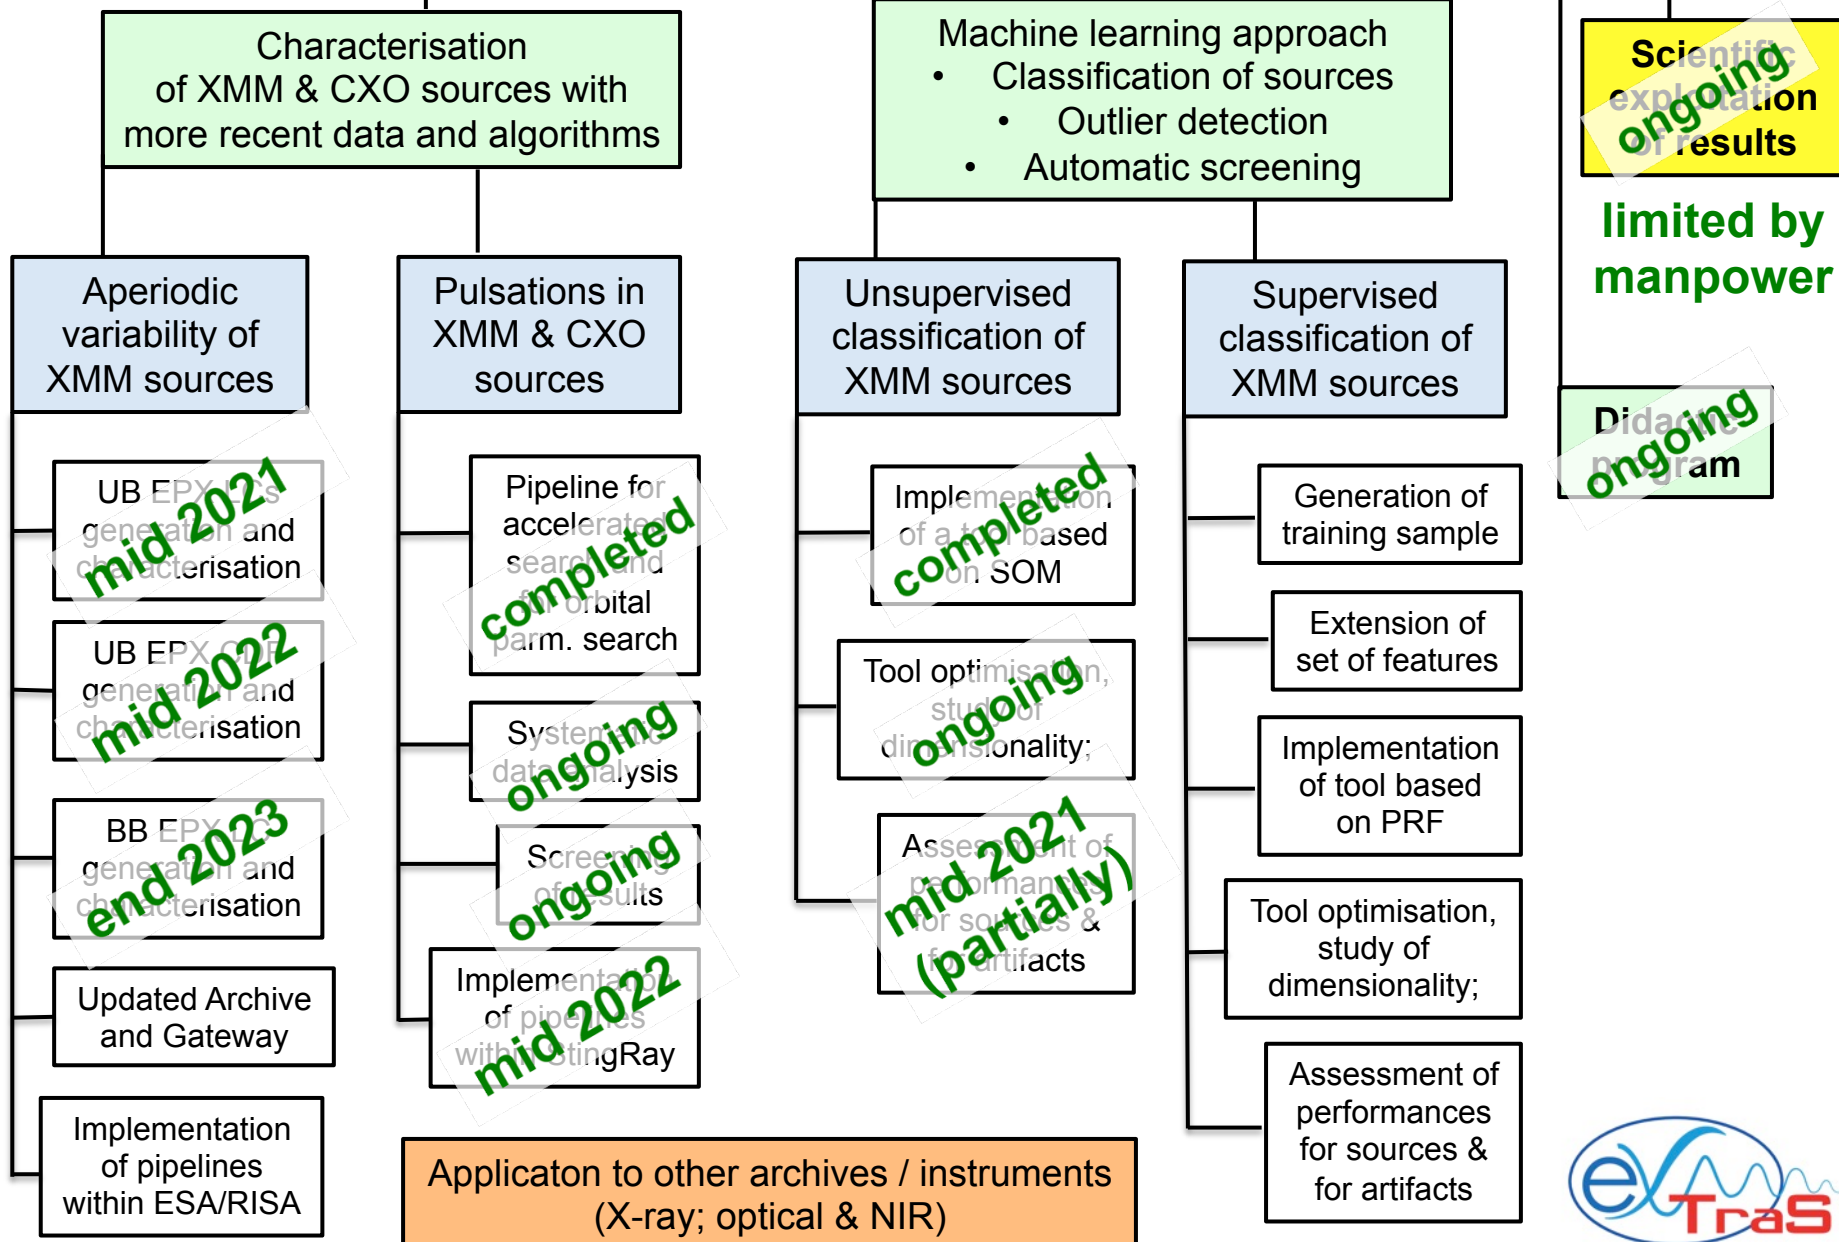 Characterisation
of XMM & CXO sources with
more recent data and algorithms
Machine learning approach
• Classification of sources
• Outlier detection
• Automatic screening
Scientific
exploitation
of results
ongoing
limited by
manpower
Didactic
program
ongoing
Aperiodic
variability of
XMM sources
UB EPX LCs
generation and
characterisation
mid 2021
UB EPX CDF
generation and
characterisation
mid 2022
BB EPX LC
generation and
characterisation
end 2023
Updated Archive
and Gateway
Implementation
of pipelines
within ESA/RISA
Pulsations in
XMM & CXO
sources
Pipeline for
accelerated
search and
for orbital
parm. search
completed
Systematic
data analysis
ongoing
Screening
of results
ongoing
Implementation
of pipelines
within StingRay
mid 2022
Unsupervised
classification of
XMM sources
Implementation
of a tool based
on SOM
completed
Tool optimisation,
study of
dimensionality;
ongoing
Assessment of
performances
for sources &
for artifacts
mid 2021
(partially)
Supervised
classification of
XMM sources
Generation of
training sample
Extension of
set of features
Implementation
of tool based
on PRF
Tool optimisation,
study of
dimensionality;
Assessment of
performances
for sources &
for artifacts
Applicaton to other archives / instruments
(X-ray; optical & NIR)
eXTraS